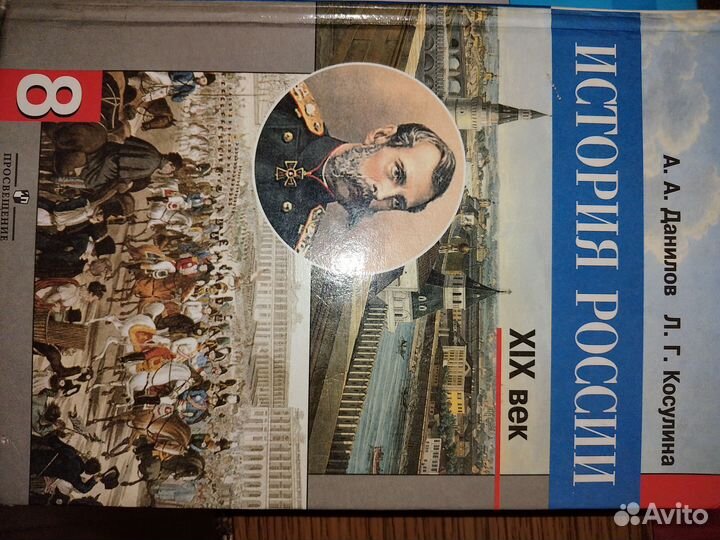 А. А. Данилов Л. Г. Косулина
ИСТОРИЯ РОССИИ
XIX век
8
ПРОСВЕЩЕНИЕ
Avito